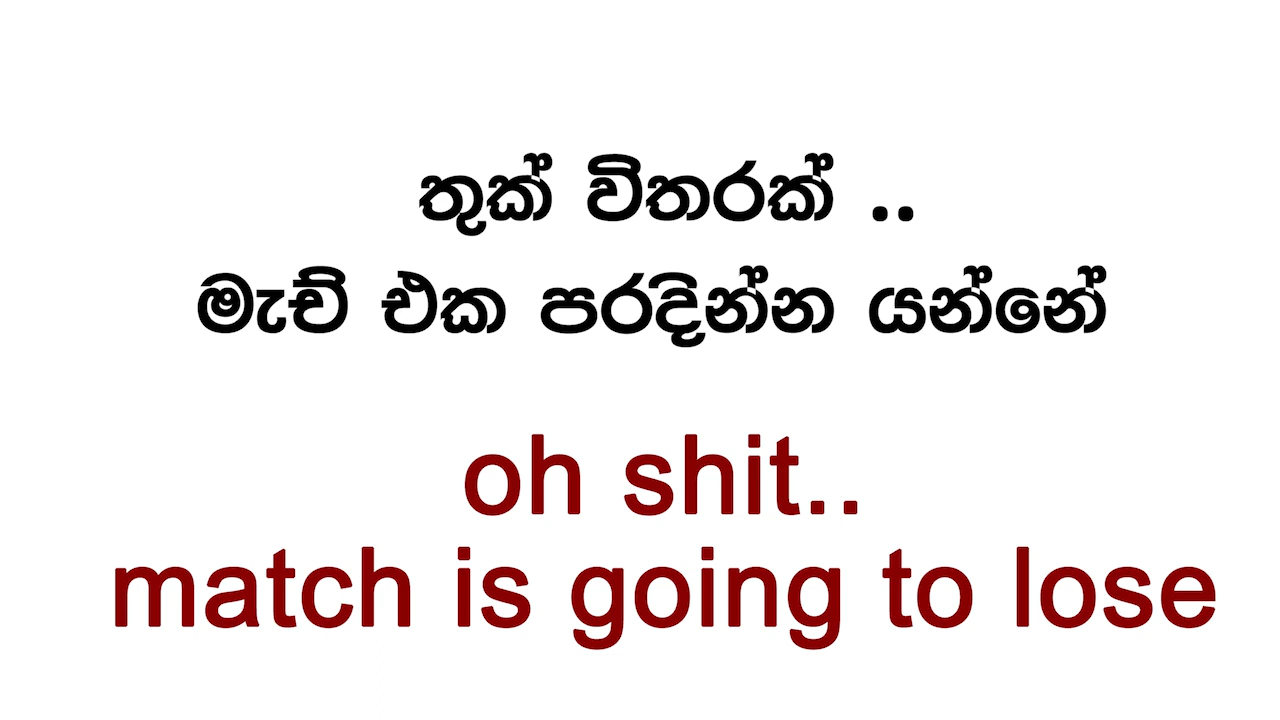 තුක් විතරක් ..
මැච් එක පරදින්න යන්නේ
oh shit..
match is going to lose